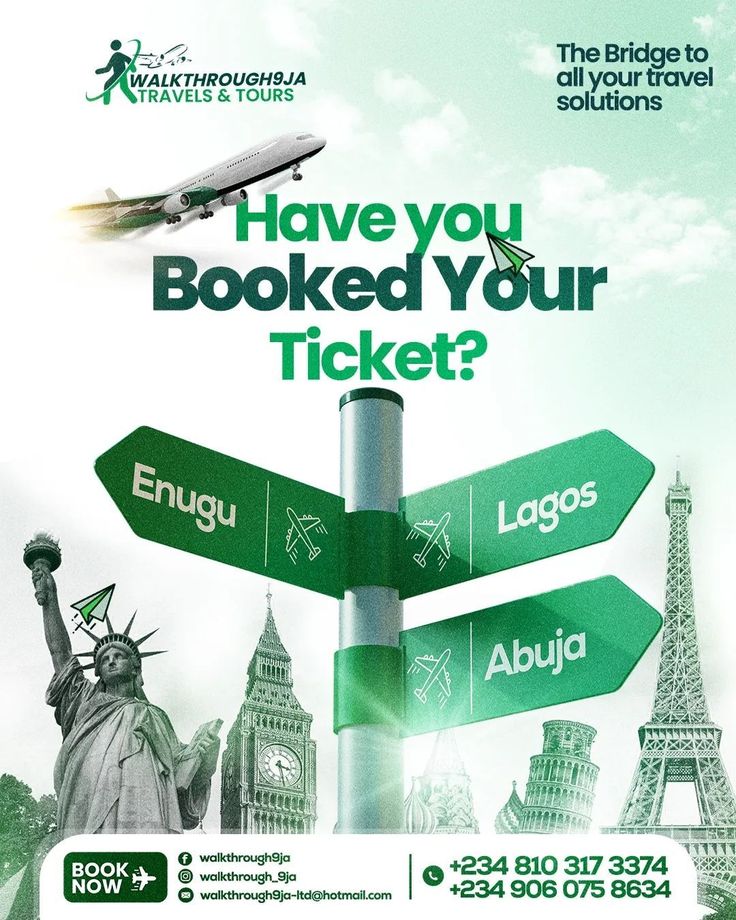 WALKTHROUGH9JA
TRAVELS & TOURS
The Bridge to
all your travel
solutions
Have you
Booked Your
Ticket?
Enugu
Lagos
Abuja
BOOK
NOW
walkthrough9ja
walkthrough_9ja
walkthrough9ja-ltd@hotmail.com
+234 810 317 3374
+234 906 075 8634